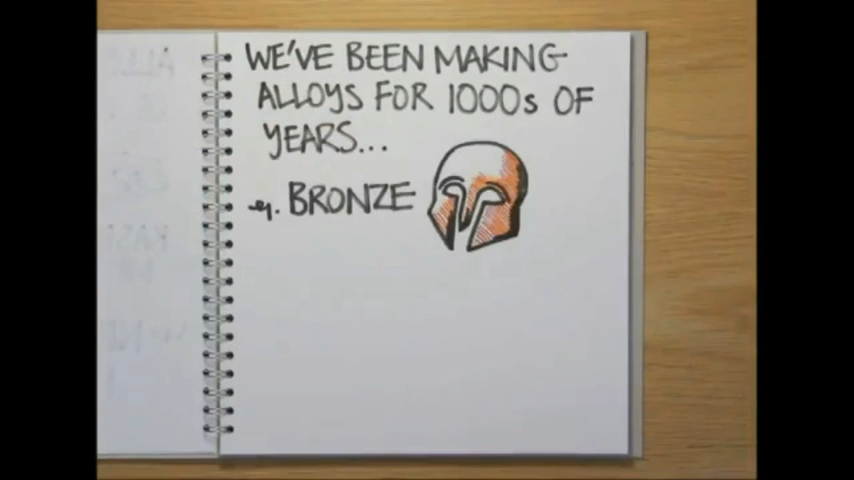 WE'VE BEEN MAKING
ALLOYS FOR 1000s OF
YEARS...
eg. BRONZE